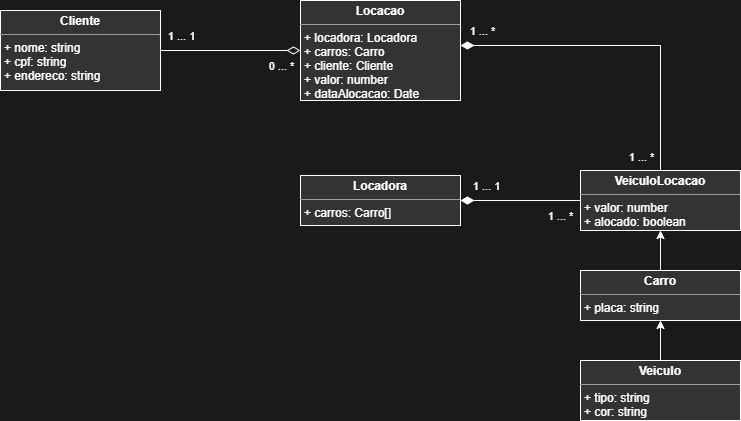 Cliente
+ nome: string
+ cpf: string
+ endereco: string
1 ... 1
0 ... *
Locacao
+ locadora: Locadora
+ carros: Carro
+ cliente: Cliente
+ valor: number
+ dataAlocacao: Date
1 ... *
1 ... *
Locadora
+ carros: Carro[]
1 ... 1
1 ... *
VeiculoLocacao
+ valor: number
+ alocado: boolean
Carro
+ placa: string
Veiculo
+ tipo: string
+ cor: string